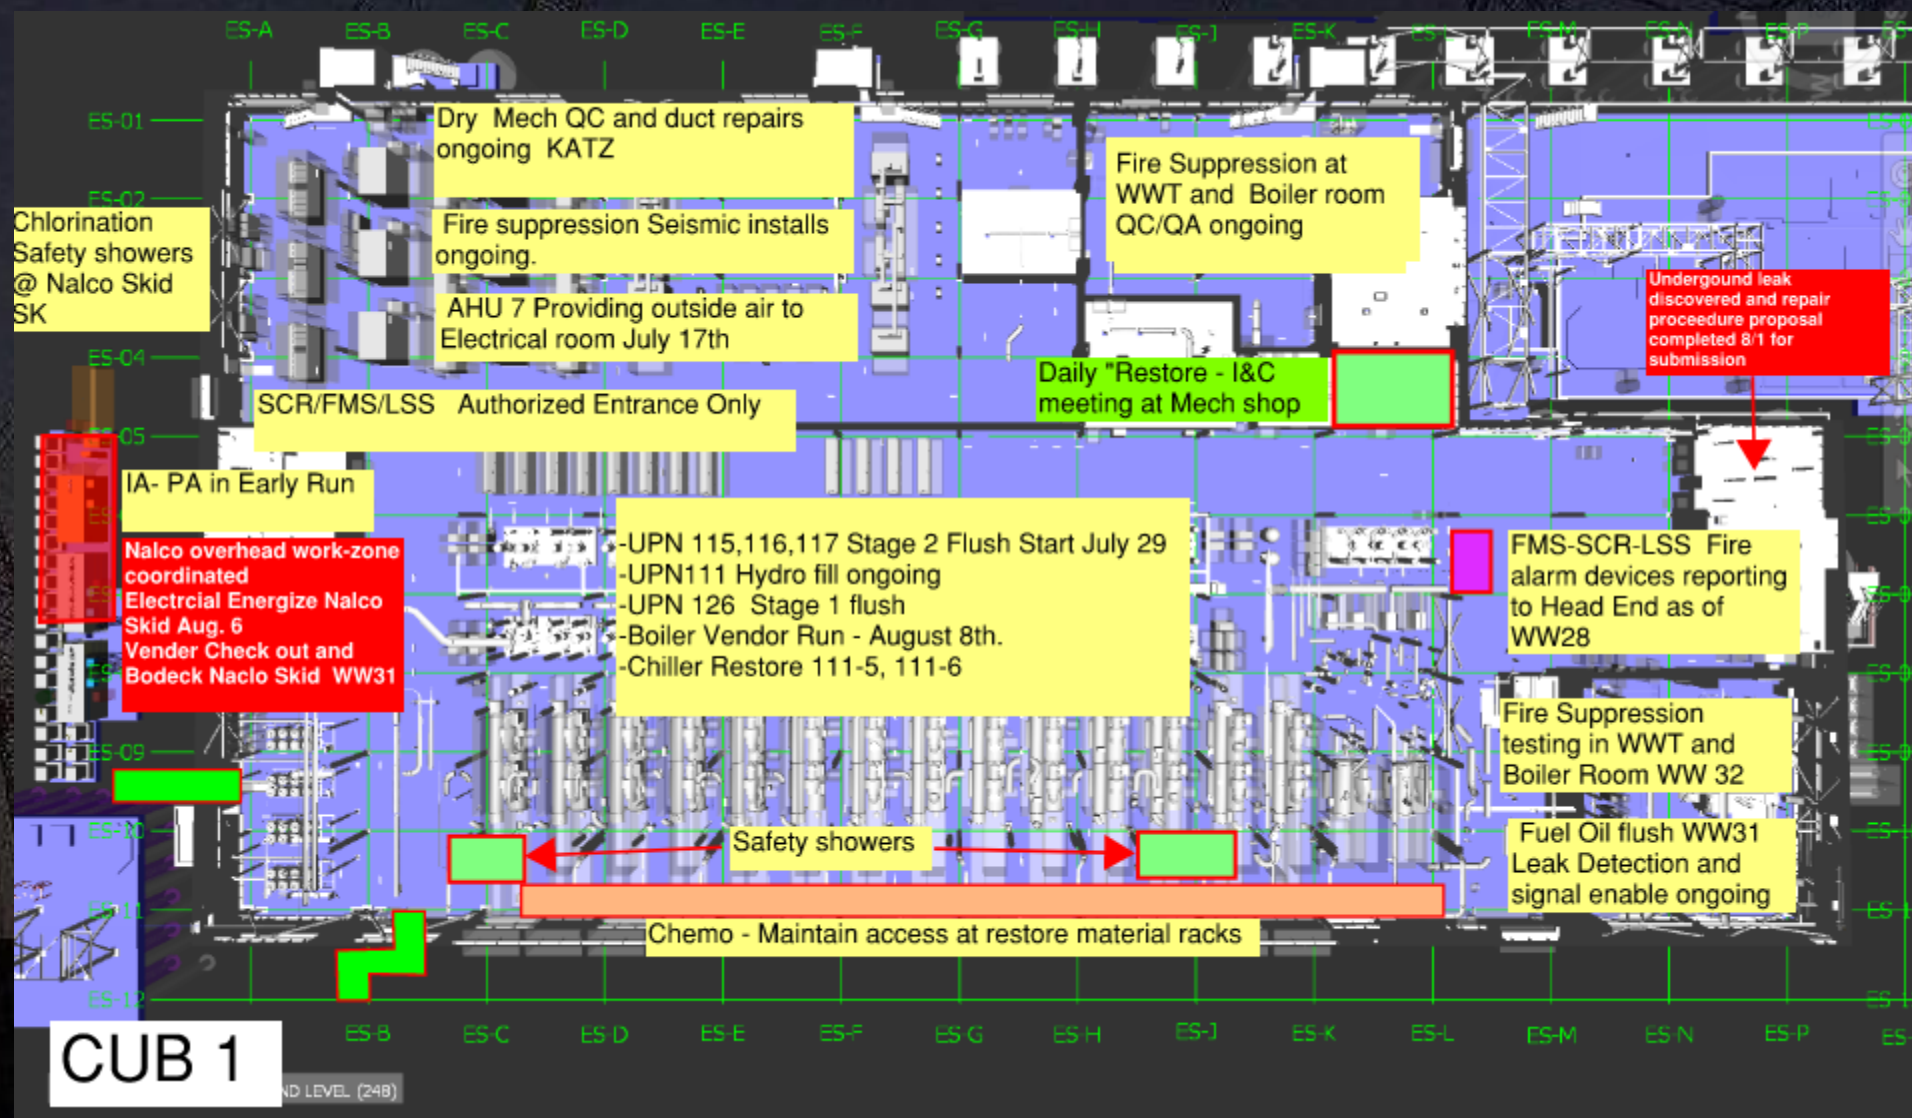 ES-A ES-B ES-C ES-D ES-E ES-F ES-G ES-H ES-J ES-K ES-L ES-M ES-N ES-P
ES-01
Dry Mech QC and duct repairs
ongoing KATZ
Fire Suppression at
WWT and Boiler room
QC/QA ongoing
ES-02
Chlorination
Safety showers
@ Nalco Skid
SK
Fire suppression Seismic installs
ongoing.
AHU 7 Providing outside air to
Electrical room July 17th
Undergound leak
discovered and repair
proceedure proposal
completed 8/1 for
submission
ES-04
Daily "Restore - I&C
meeting at Mech shop
SCR/FMS/LSS Authorized Entrance Only
ES-05
IA- PA in Early Run
Nalco overhead work-zone
coordinated
Electrcial Energize Nalco
Skid Aug. 6
Vender Check out and
Bodeck Naclo Skid WW31
-UPN 115,116,117 Stage 2 Flush Start July 29
-UPN111 Hydro fill ongoing
-UPN 126 Stage 1 flush
-Boiler Vendor Run - August 8th.
-Chiller Restore 111-5, 111-6
FMS-SCR-LSS Fire
alarm devices reporting
to Head End as of
WW28
Fire Suppression
testing in WWT and
Boiler Room WW 32
ES-09
ES-10
Safety showers
Fuel Oil flush WW31
Leak Detection and
signal enable ongoing
ES-11
Chemo - Maintain access at restore material racks
ES-12
ES-B ES-C ES-D ES-E ES-F ES-G ES-H ES-J ES-K ES-L ES-M ES-N ES-P
CUB 1
ND LEVEL (248)